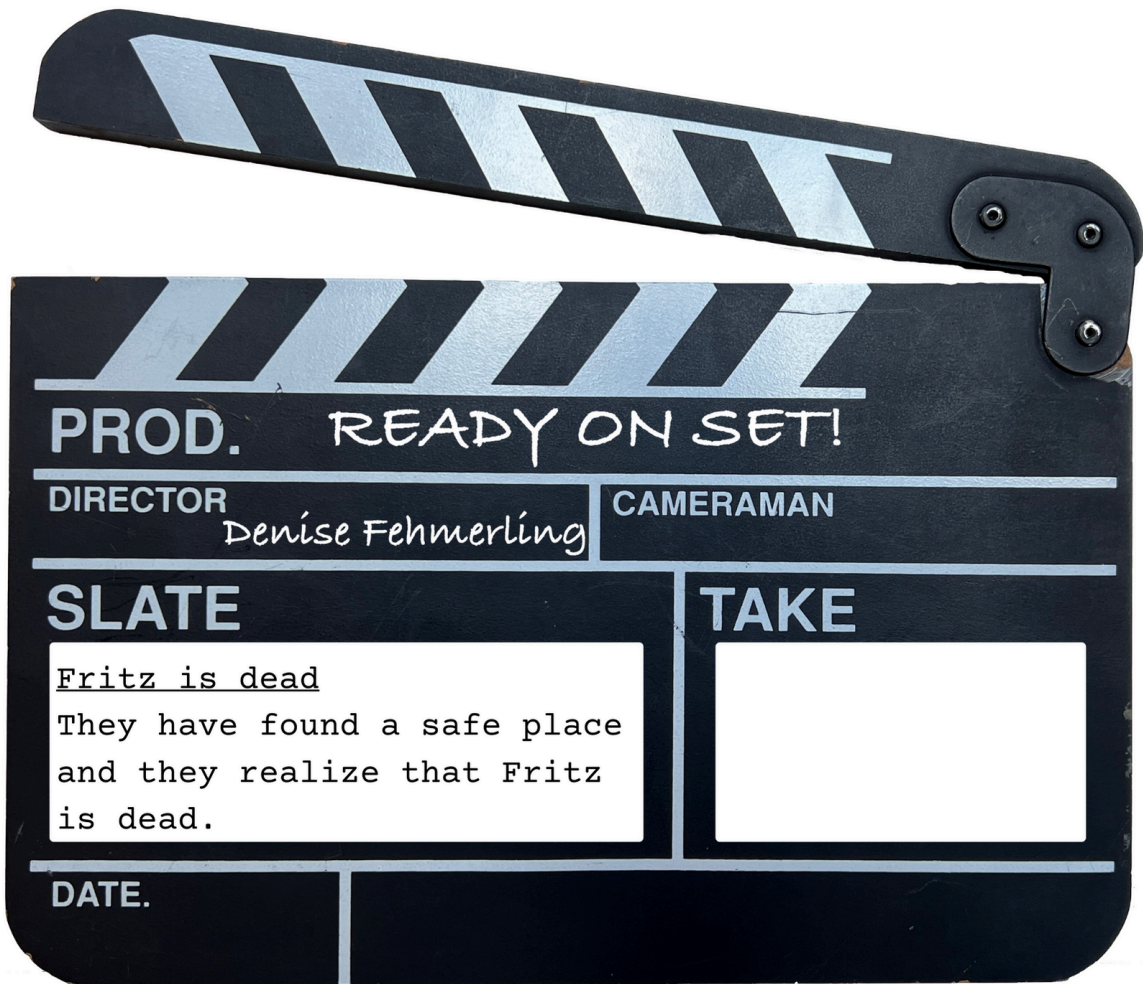 PROD. READY ON SET!
DIRECTOR CAMERAMAN
Denise Fehmerling
SLATE TAKE
Fritz is dead
They have found a safe place
and they realize that Fritz
is dead.
DATE.